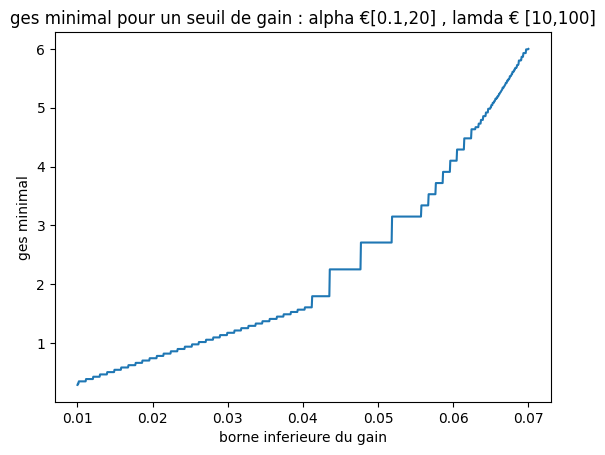 ges minimal pour un seuil de gain : alpha €[0.1,20] , lamda € [10,100]
6
5
4
3
2
1
ges minimal
0.01 0.02 0.03 0.04 0.05 0.06 0.07
borne inferieure du gain